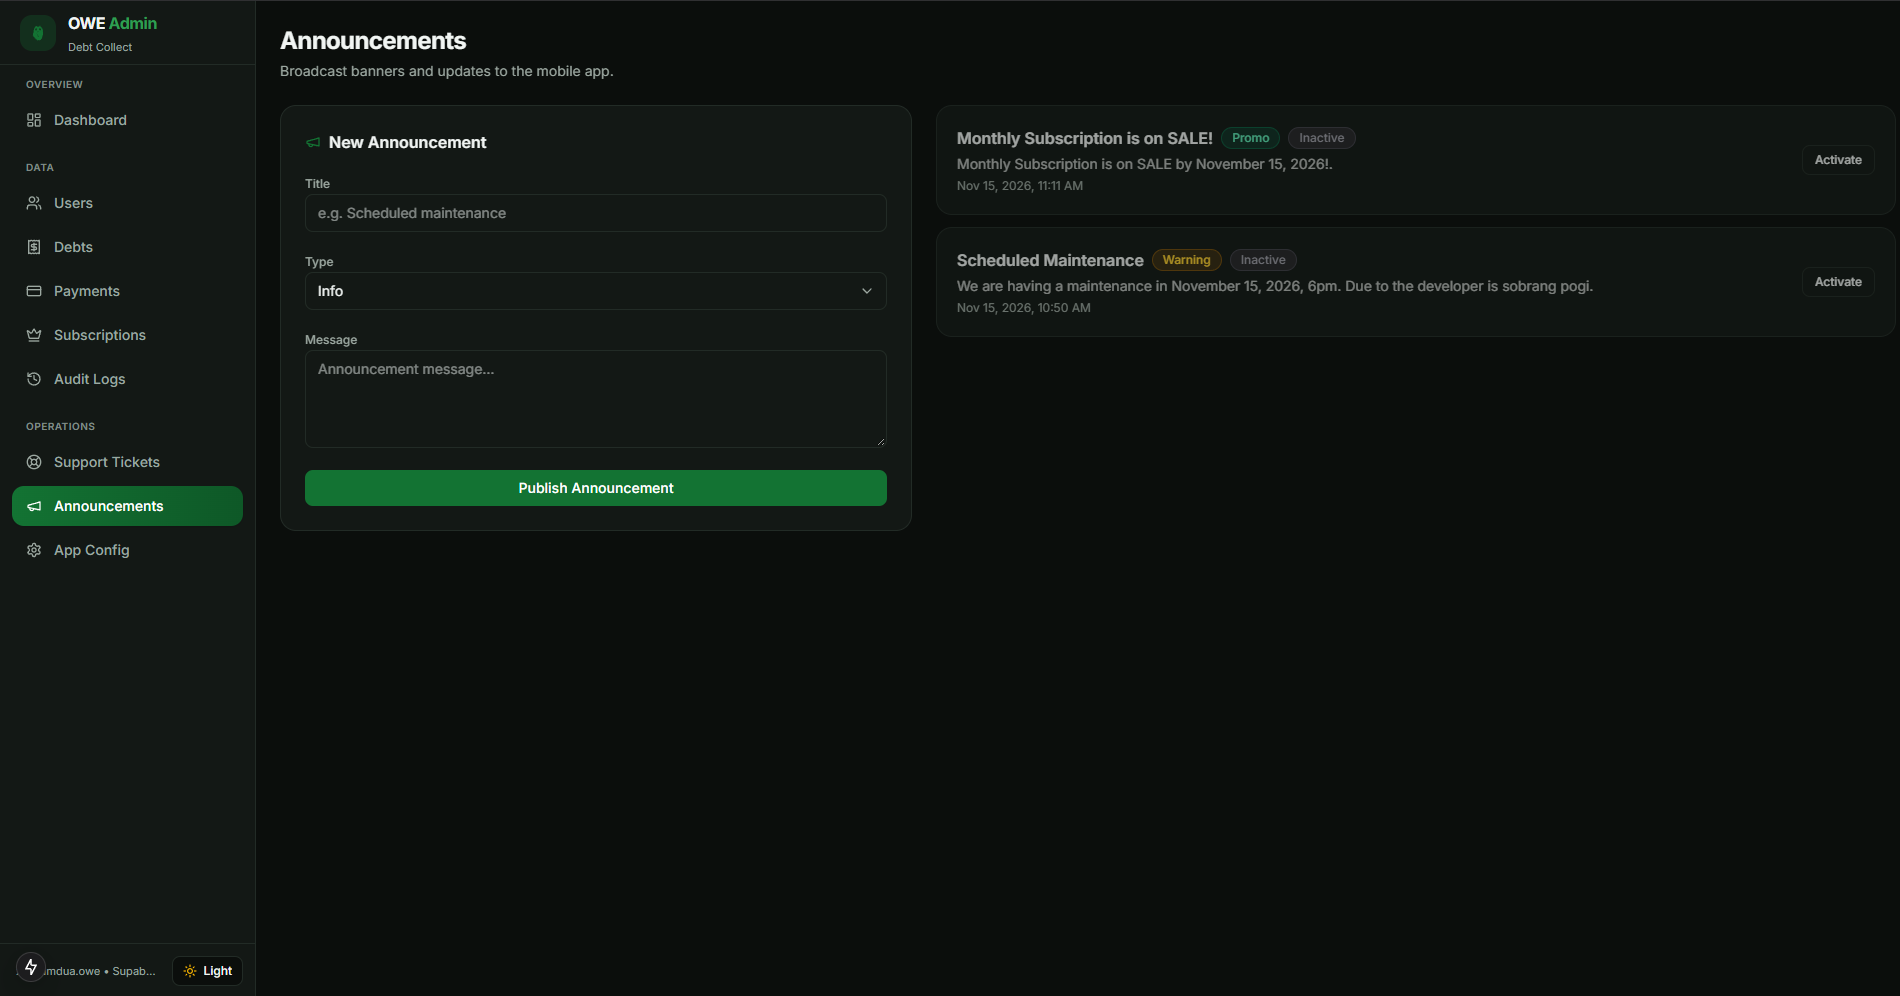 OWE Admin
Debt Collect
OVERVIEW
Dashboard
DATA
Users
Debts
Payments
Subscriptions
Audit Logs
OPERATIONS
Support Tickets
Announcements
App Config
mdua.owe • Supab...
Light
Announcements
Broadcast banners and updates to the mobile app.
New Announcement
Title
e.g. Scheduled maintenance
Type
Info
Message
Announcement message...
Publish Announcement
Monthly Subscription is on SALE! Promo Inactive
Monthly Subscription is on SALE by November 15, 2026!.
Nov 15, 2026, 11:11 AM
Activate
Scheduled Maintenance Warning Inactive
We are having a maintenance in November 15, 2026, 6pm. Due to the developer is sobrang pogi.
Nov 15, 2026, 10:50 AM
Activate